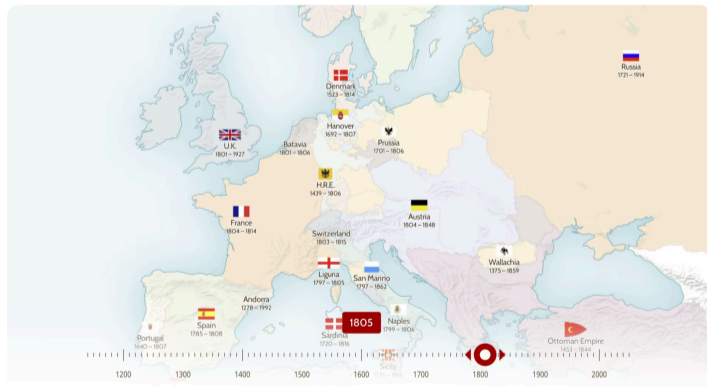 Russia
1721 – 1914
Denmark
1523 – 1814
Hanover
1692 – 1807
U.K.
1801 – 1927
Batavia
1801 – 1806
Prussia
1701 – 1806
H.R.E.
1439 – 1806
France
1804 – 1814
Austria
1804 – 1848
Switzerland
1803 – 1815
Wallachia
1375 – 1859
Liguria
1797 – 1805
San Marino
1797 – 1862
Andorra
1278 – 1992
Spain
1785 – 1808
1805
Naples
1799 – 1806
Portugal
1640 – 1807
Sardinia
1720 – 1816
Ottoman Empire
1453 – 1844
Sicily
1200
1300
1400
1500
1600
1700
1800
1900
2000